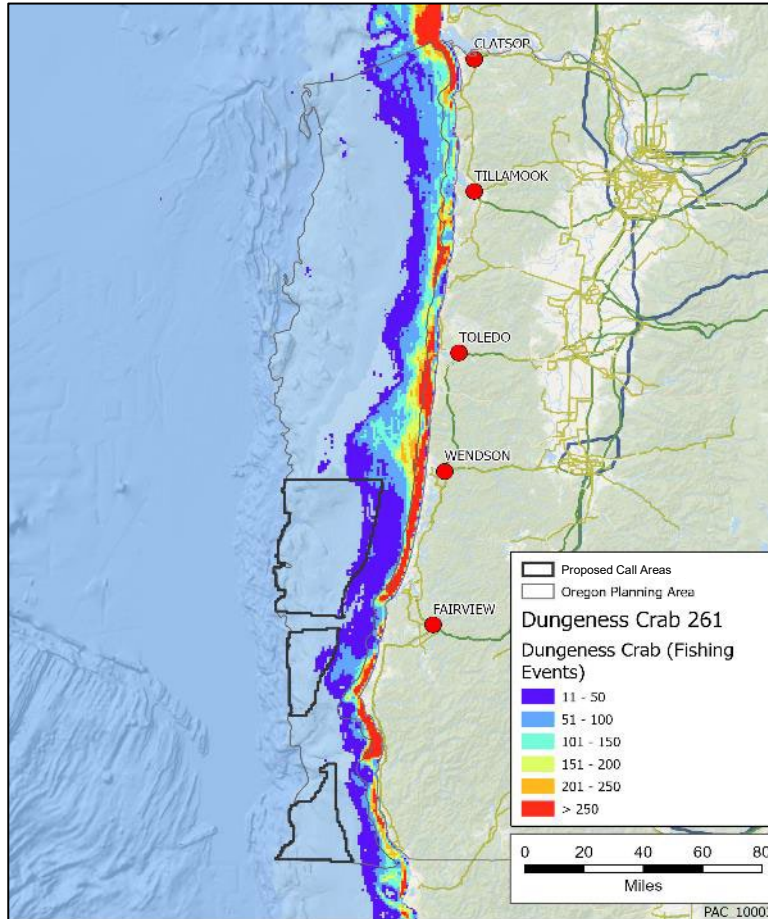 CLATSOP
TILLAMOOK
TOLEDO
WENDSON
FAIRVIEW
Proposed Call Areas
Oregon Planning Area
Dungeness Crab 261
Dungeness Crab (Fishing
Events)
11 - 50
51 - 100
101 - 150
151 - 200
201 - 250
> 250
0 20 40 60 80
Miles